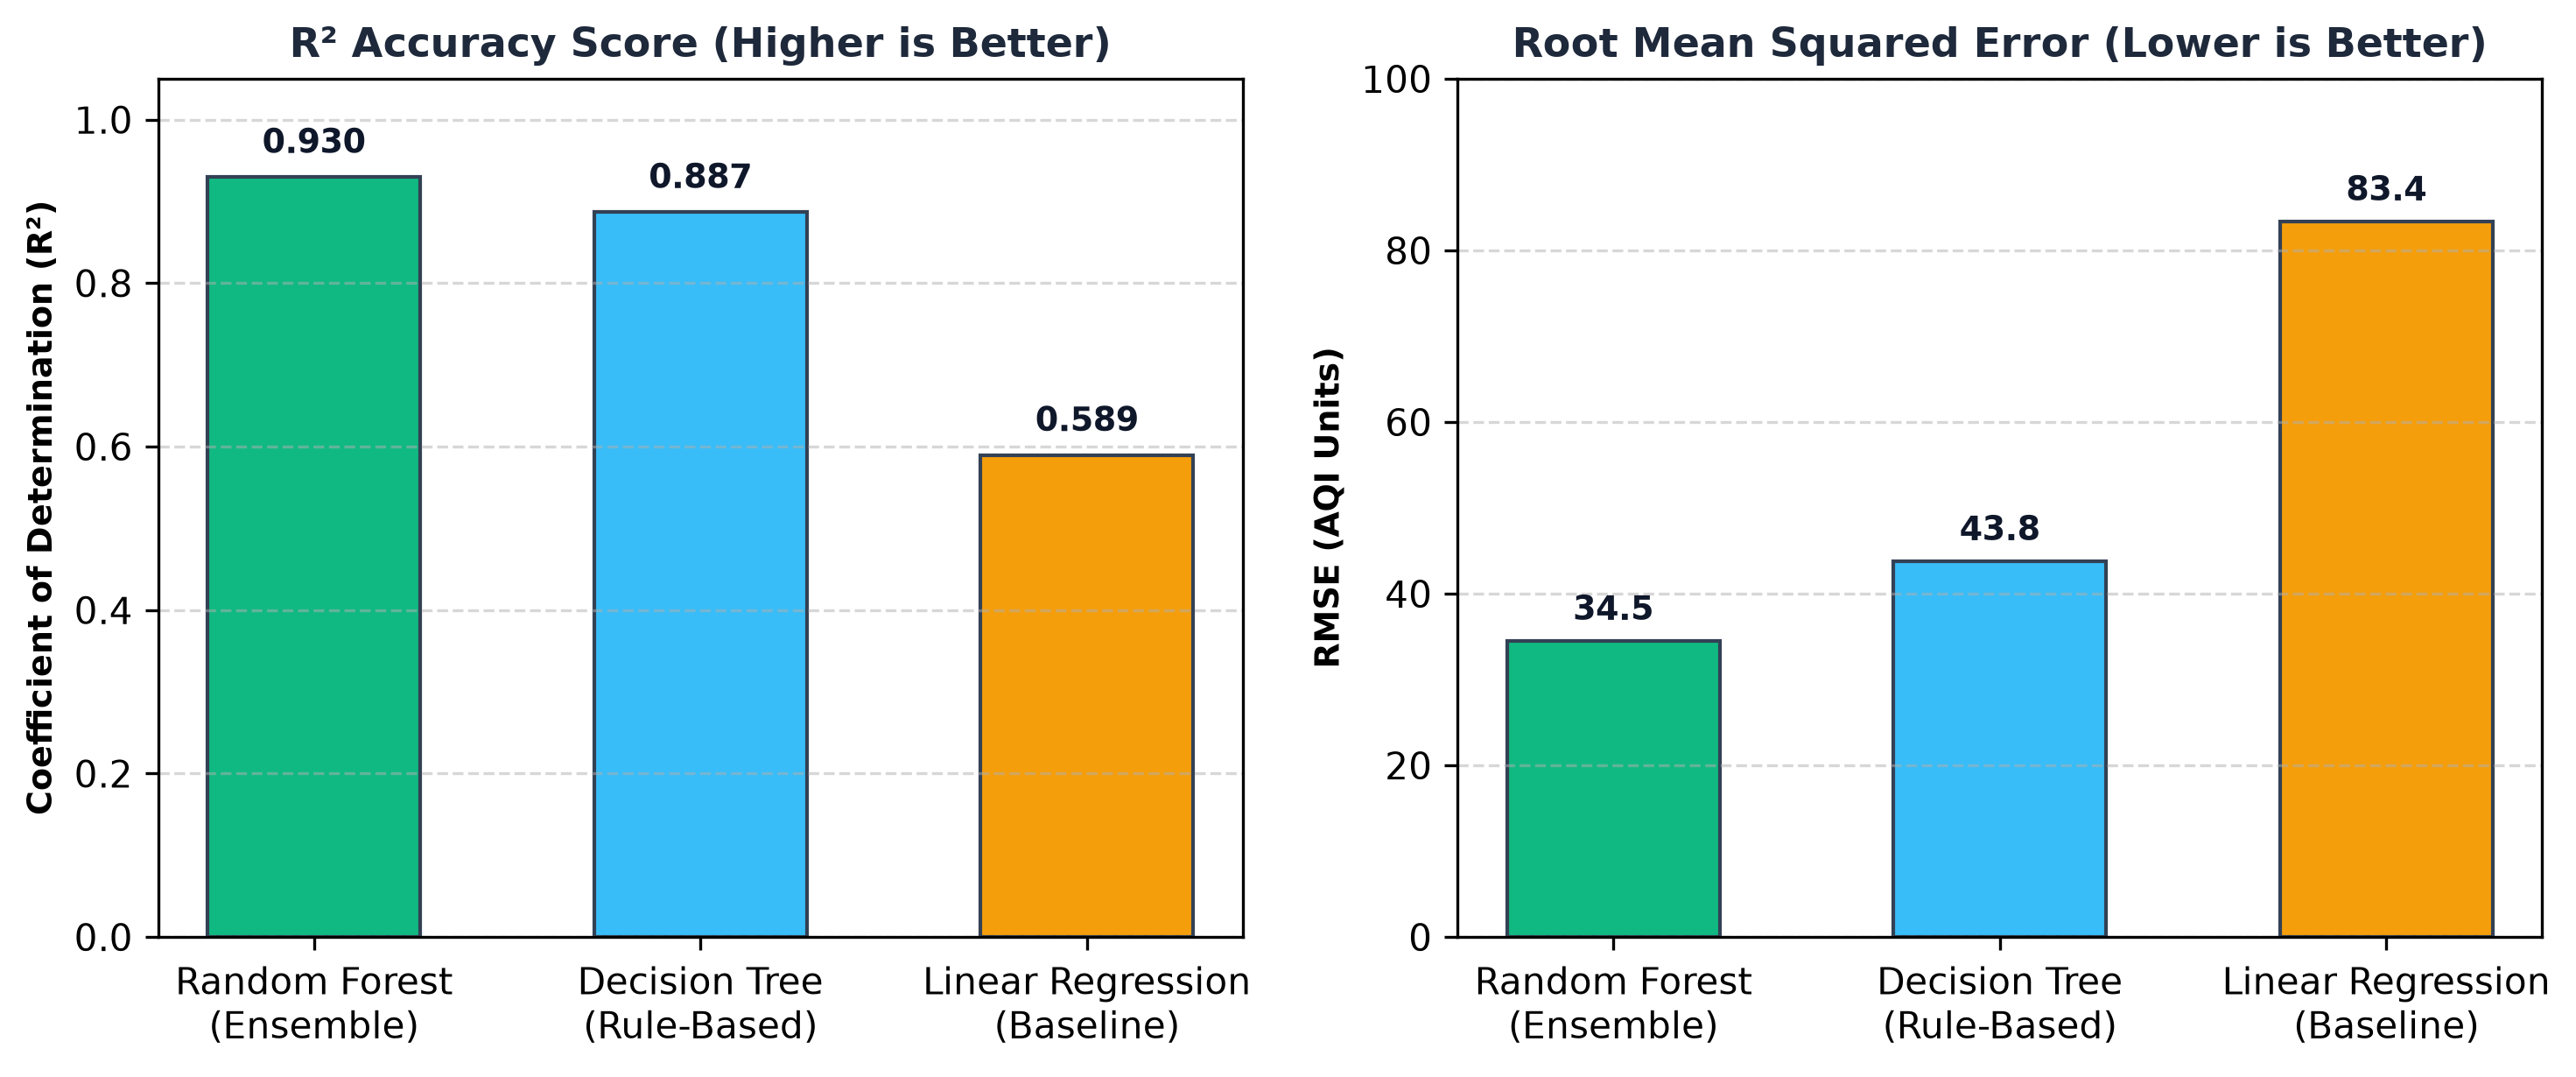 R² Accuracy Score (Higher is Better)
Coefficient of Determination (R²)
1.0
0.8
0.6
0.4
0.2
0.0
0.930
0.887
0.589
Random Forest
(Ensemble)
Decision Tree
(Rule-Based)
Linear Regression
(Baseline)
Root Mean Squared Error (Lower is Better)
RMSE (AQI Units)
100
80
60
40
20
0
34.5
43.8
83.4
Random Forest
(Ensemble)
Decision Tree
(Rule-Based)
Linear Regression
(Baseline)